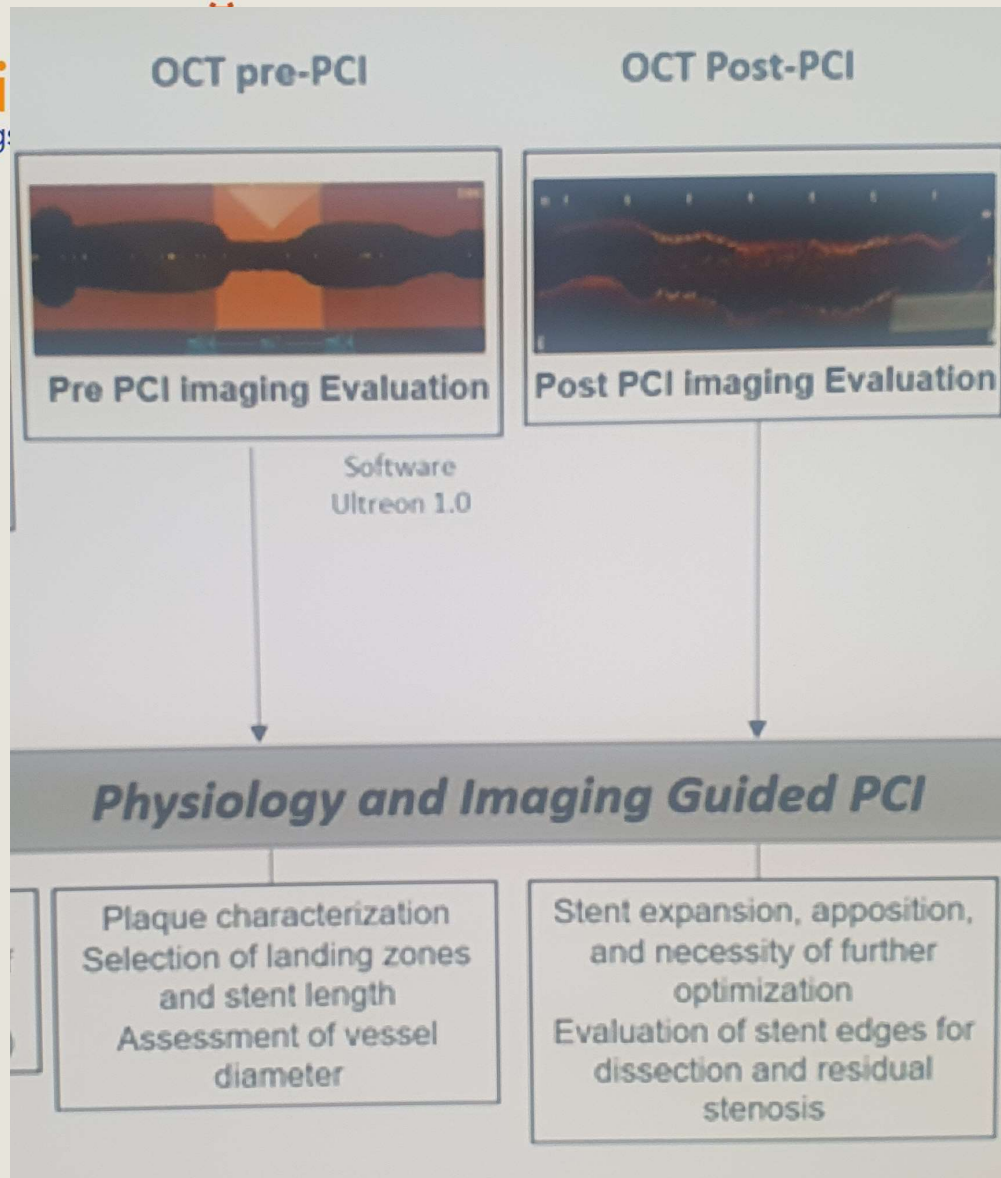 OCT pre-PCI
Pre PCI imaging Evaluation
Software
Ultreon 1.0
OCT Post-PCI
Post PCI imaging Evaluation
Physiology and Imaging Guided PCI
Plaque characterization
Selection of landing zones
and stent length
Assessment of vessel
diameter
Stent expansion, apposition,
and necessity of further
optimization
Evaluation of stent edges for
dissection and residual
stenosis